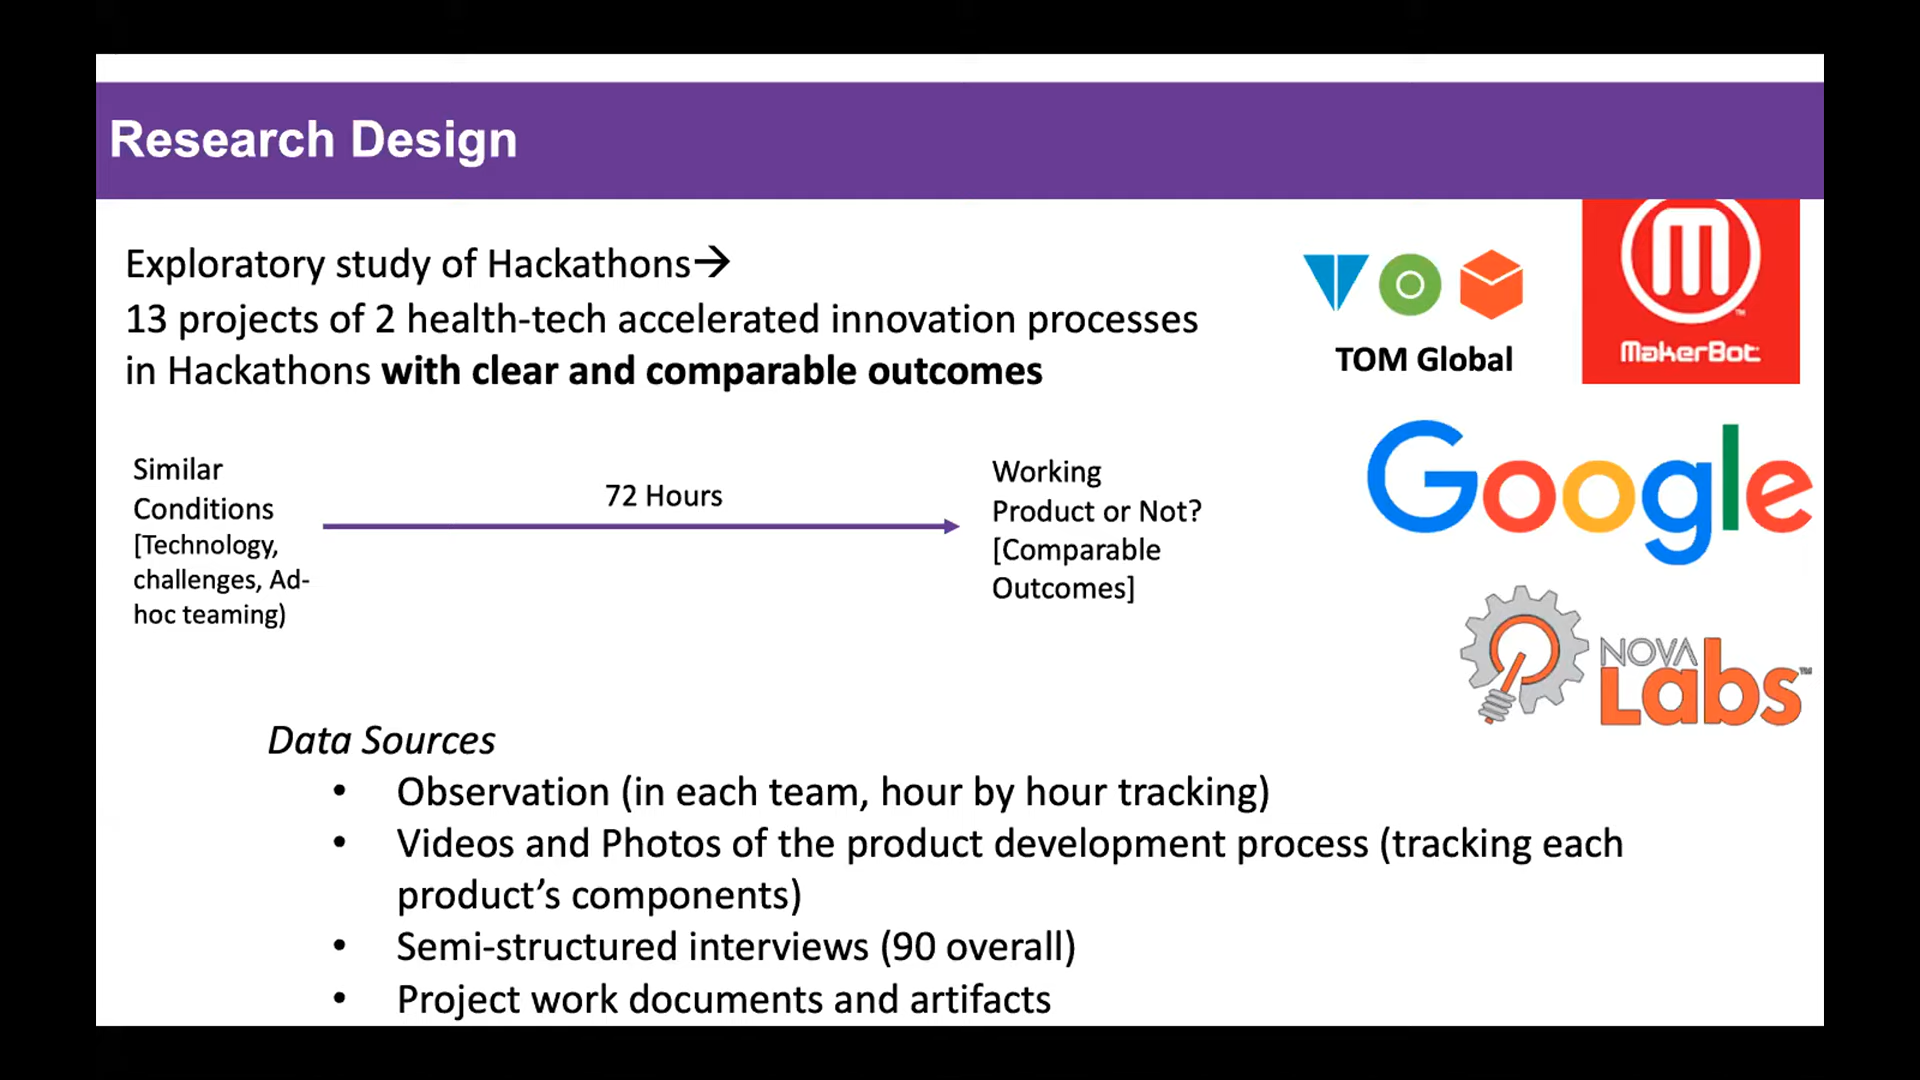 Research Design
Exploratory study of Hackathons→
13 projects of 2 health-tech accelerated innovation processes
in Hackathons with clear and comparable outcomes
TOM Global
MakerBot™
Google
NOVA
Labs™
Similar
Conditions
[Technology,
challenges, Ad-
hoc teaming)
72 Hours
Working
Product or Not?
[Comparable
Outcomes]
Data Sources
• Observation (in each team, hour by hour tracking)
• Videos and Photos of the product development process (tracking each
product’s components)
• Semi-structured interviews (90 overall)
• Project work documents and artifacts